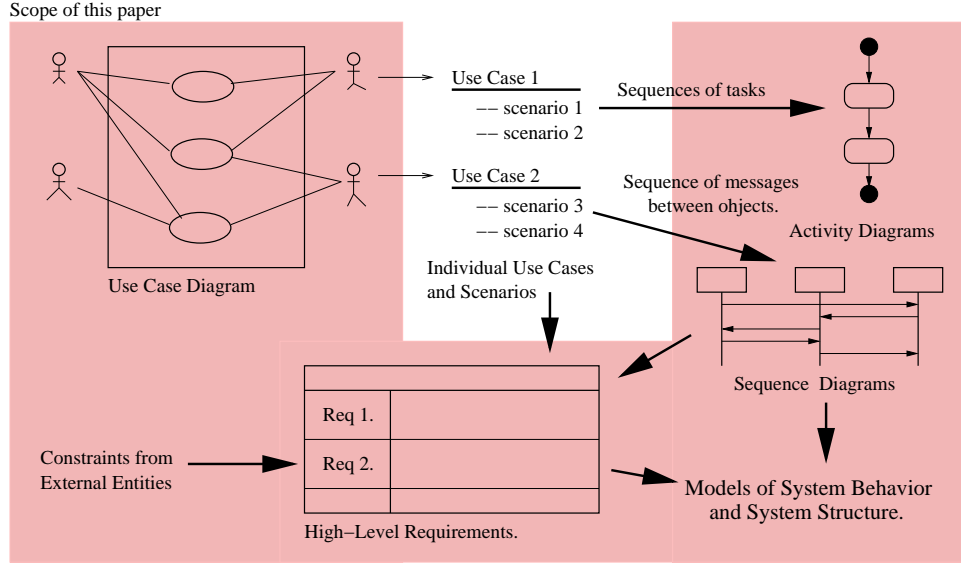 Scope of this paper
Use Case 1
−− scenario 1
−− scenario 2
Sequences of tasks
Use Case 2
−− scenario 3
−− scenario 4
Sequence of messages
between objects.
Activity Diagrams
Use Case Diagram
Individual Use Cases
and Scenarios
Sequence Diagrams
Req 1.
Req 2.
Constraints from
External Entities
Models of System Behavior
and System Structure.
High−Level Requirements.